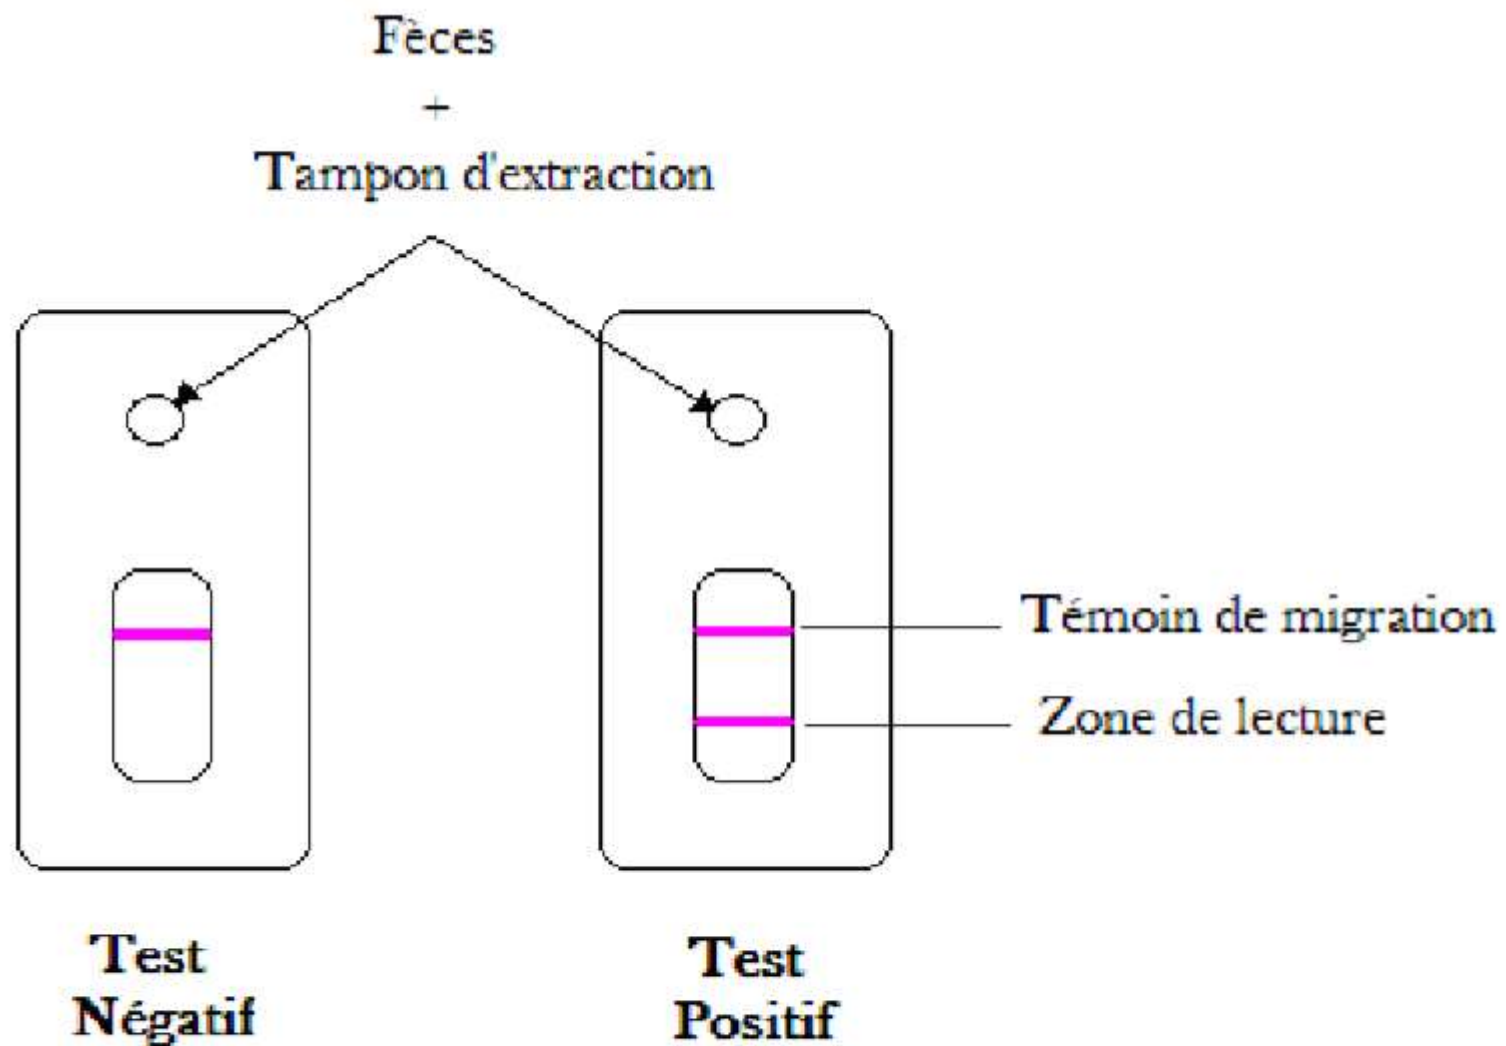 Fèces
+
Tampon d'extraction
Témoin de migration
Zone de lecture
Test
Négatif
Test
Positif